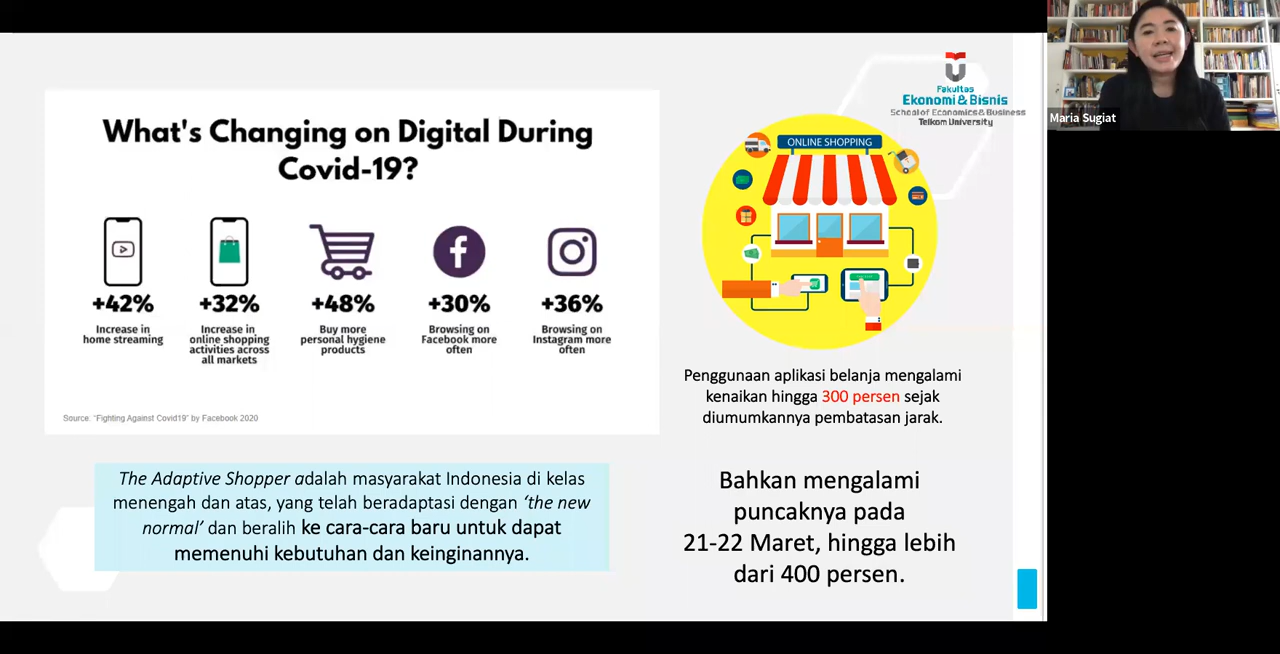 What's Changing on Digital During
Covid-19?
+42%
Increase in
home streaming
+32%
Increase in
online shopping
activities across
all markets
+48%
Buy more
personal hygiene
products
+30%
Browsing on
Facebook more
often
+36%
Browsing on
Instagram more
often
Source: "Fighting Against Covid19" by Facebook 2020
The Adaptive Shopper adalah masyarakat Indonesia di kelas
menengah dan atas, yang telah beradaptasi dengan ‘the new
normal’ dan beralih ke cara-cara baru untuk dapat
memenuhi kebutuhan dan keinginannya.
Fakultas
Ekonomi & Bisnis
School of Economics & Business
Telkom University
ONLINE SHOPPING
Penggunaan aplikasi belanja mengalami
kenaikan hingga 300 persen sejak
diumumkannya pembatasan jarak.
Bahkan mengalami
puncaknya pada
21-22 Maret, hingga lebih
dari 400 persen.
Maria Sugiat